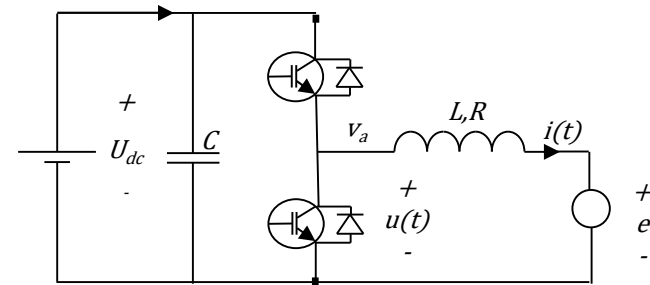 +
U_dc
-
C
v_a
L,R
i(t)
+
u(t)
-
+
e
-